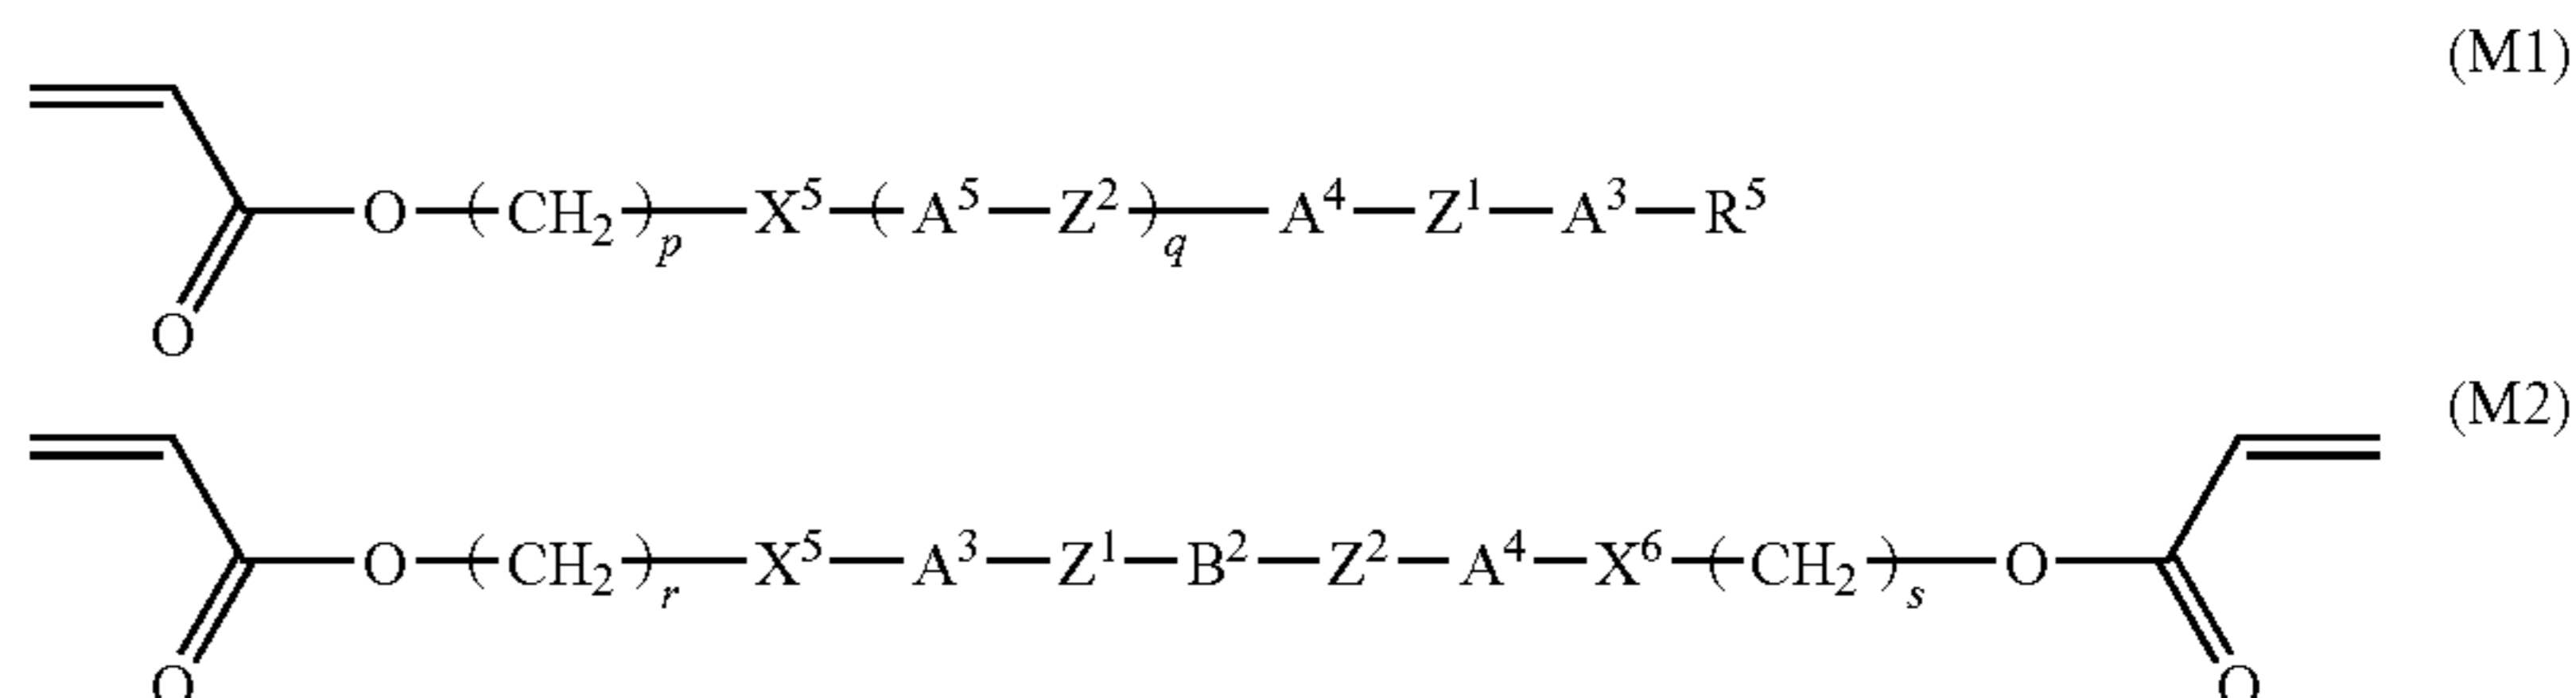 (M1)
O—(CH₂)ₚ—X⁵—(A⁵—Z²)q—A⁴—Z¹—A³—R⁵
O
(M2)
O—(CH₂)ᵣ—X⁵—A³—Z¹—B²—Z²—A⁴—X⁶—(CH₂)ₛ—O
O O